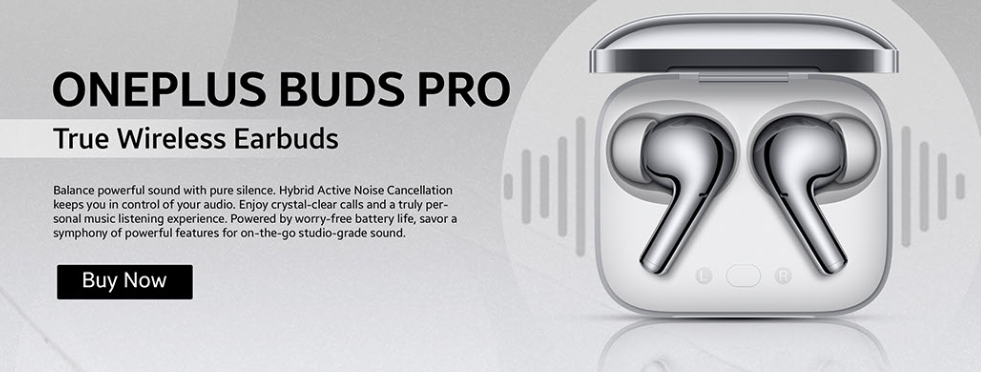 ONEPLUS BUDS PRO
True Wireless Earbuds
Balance powerful sound with pure silence. Hybrid Active Noise Cancellation
keeps you in control of your audio. Enjoy crystal-clear calls and a truly per-
sonal music listening experience. Powered by worry-free battery life, savor a
symphony of powerful features for on-the-go studio-grade sound.
Buy Now
L R